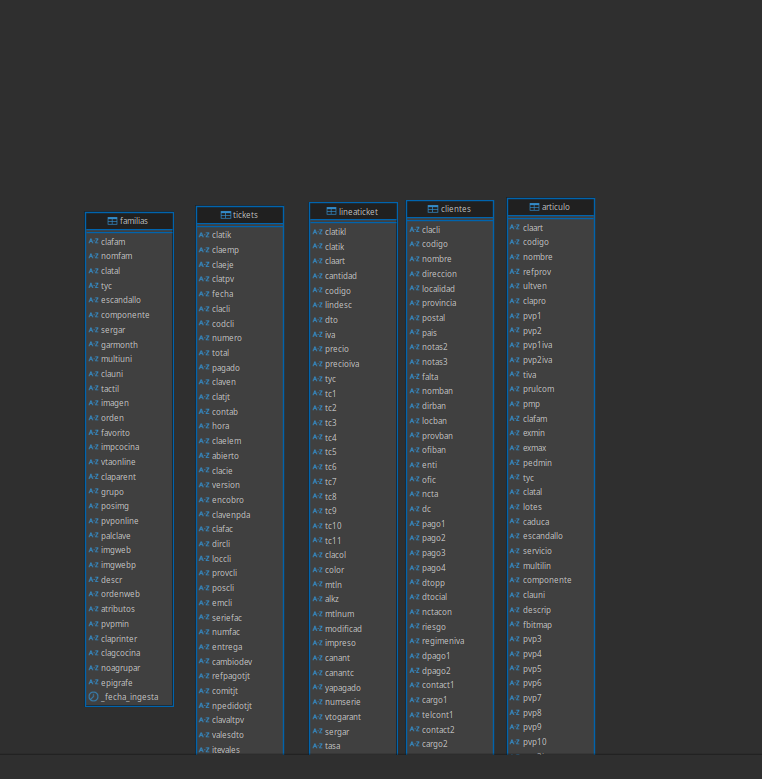 familias
clafam
nomfam
clatal
tyc
escandallo
componente
sergar
garmonth
multiuni
clauni
tactil
imagen
orden
favorito
impcocina
vtaonline
claparent
grupo
posimg
pvponline
palclave
imgweb
imgwebp
descr
ordenweb
atributos
pvpmin
claprinter
clagcocina
noagrupar
epigrafe
_fecha_ingesta
tickets
clatik
claemp
claeje
clatpv
fecha
clacli
codcli
numero
total
pagado
claven
clatjt
contab
hora
claelem
abierto
clacie
version
encobro
clavenpda
clafac
dircli
loccli
provcli
poscli
emcli
seriefac
numfac
entrega
cambiodev
refpagotjt
comitjt
npedidotjt
clavaltpv
valesdto
itevales
lineaticket
clatikl
clatik
claart
cantidad
codigo
lindesc
dto
iva
precio
precioiva
tyc
tc1
tc2
tc3
tc4
tc5
tc6
tc7
tc8
tc9
tc10
tc11
clacol
color
mtln
alkz
mtlnum
modificad
impreso
canant
canantc
yapagado
numserie
vtogarant
sergar
tasa
clientes
clacli
codigo
nombre
direccion
localidad
provincia
postal
pais
notas2
notas3
falta
nomban
dirban
locban
provban
ofiban
enti
ofic
ncta
dc
pago1
pago2
pago3
pago4
dtopp
dtocial
nctacon
riesgo
regimeniva
dpago1
dpago2
contact1
cargo1
telcont1
contact2
cargo2
articulo
claart
codigo
nombre
refprov
ultven
clapro
pvp1
pvp2
pvp1iva
pvp2iva
tiva
prulcom
pmp
clafam
exmin
exmax
pedmin
tyc
clatal
lotes
caduca
escandallo
servicio
multilin
componente
clauni
descrip
fbitmap
pvp3
pvp4
pvp5
pvp6
pvp7
pvp8
pvp9
pvp10